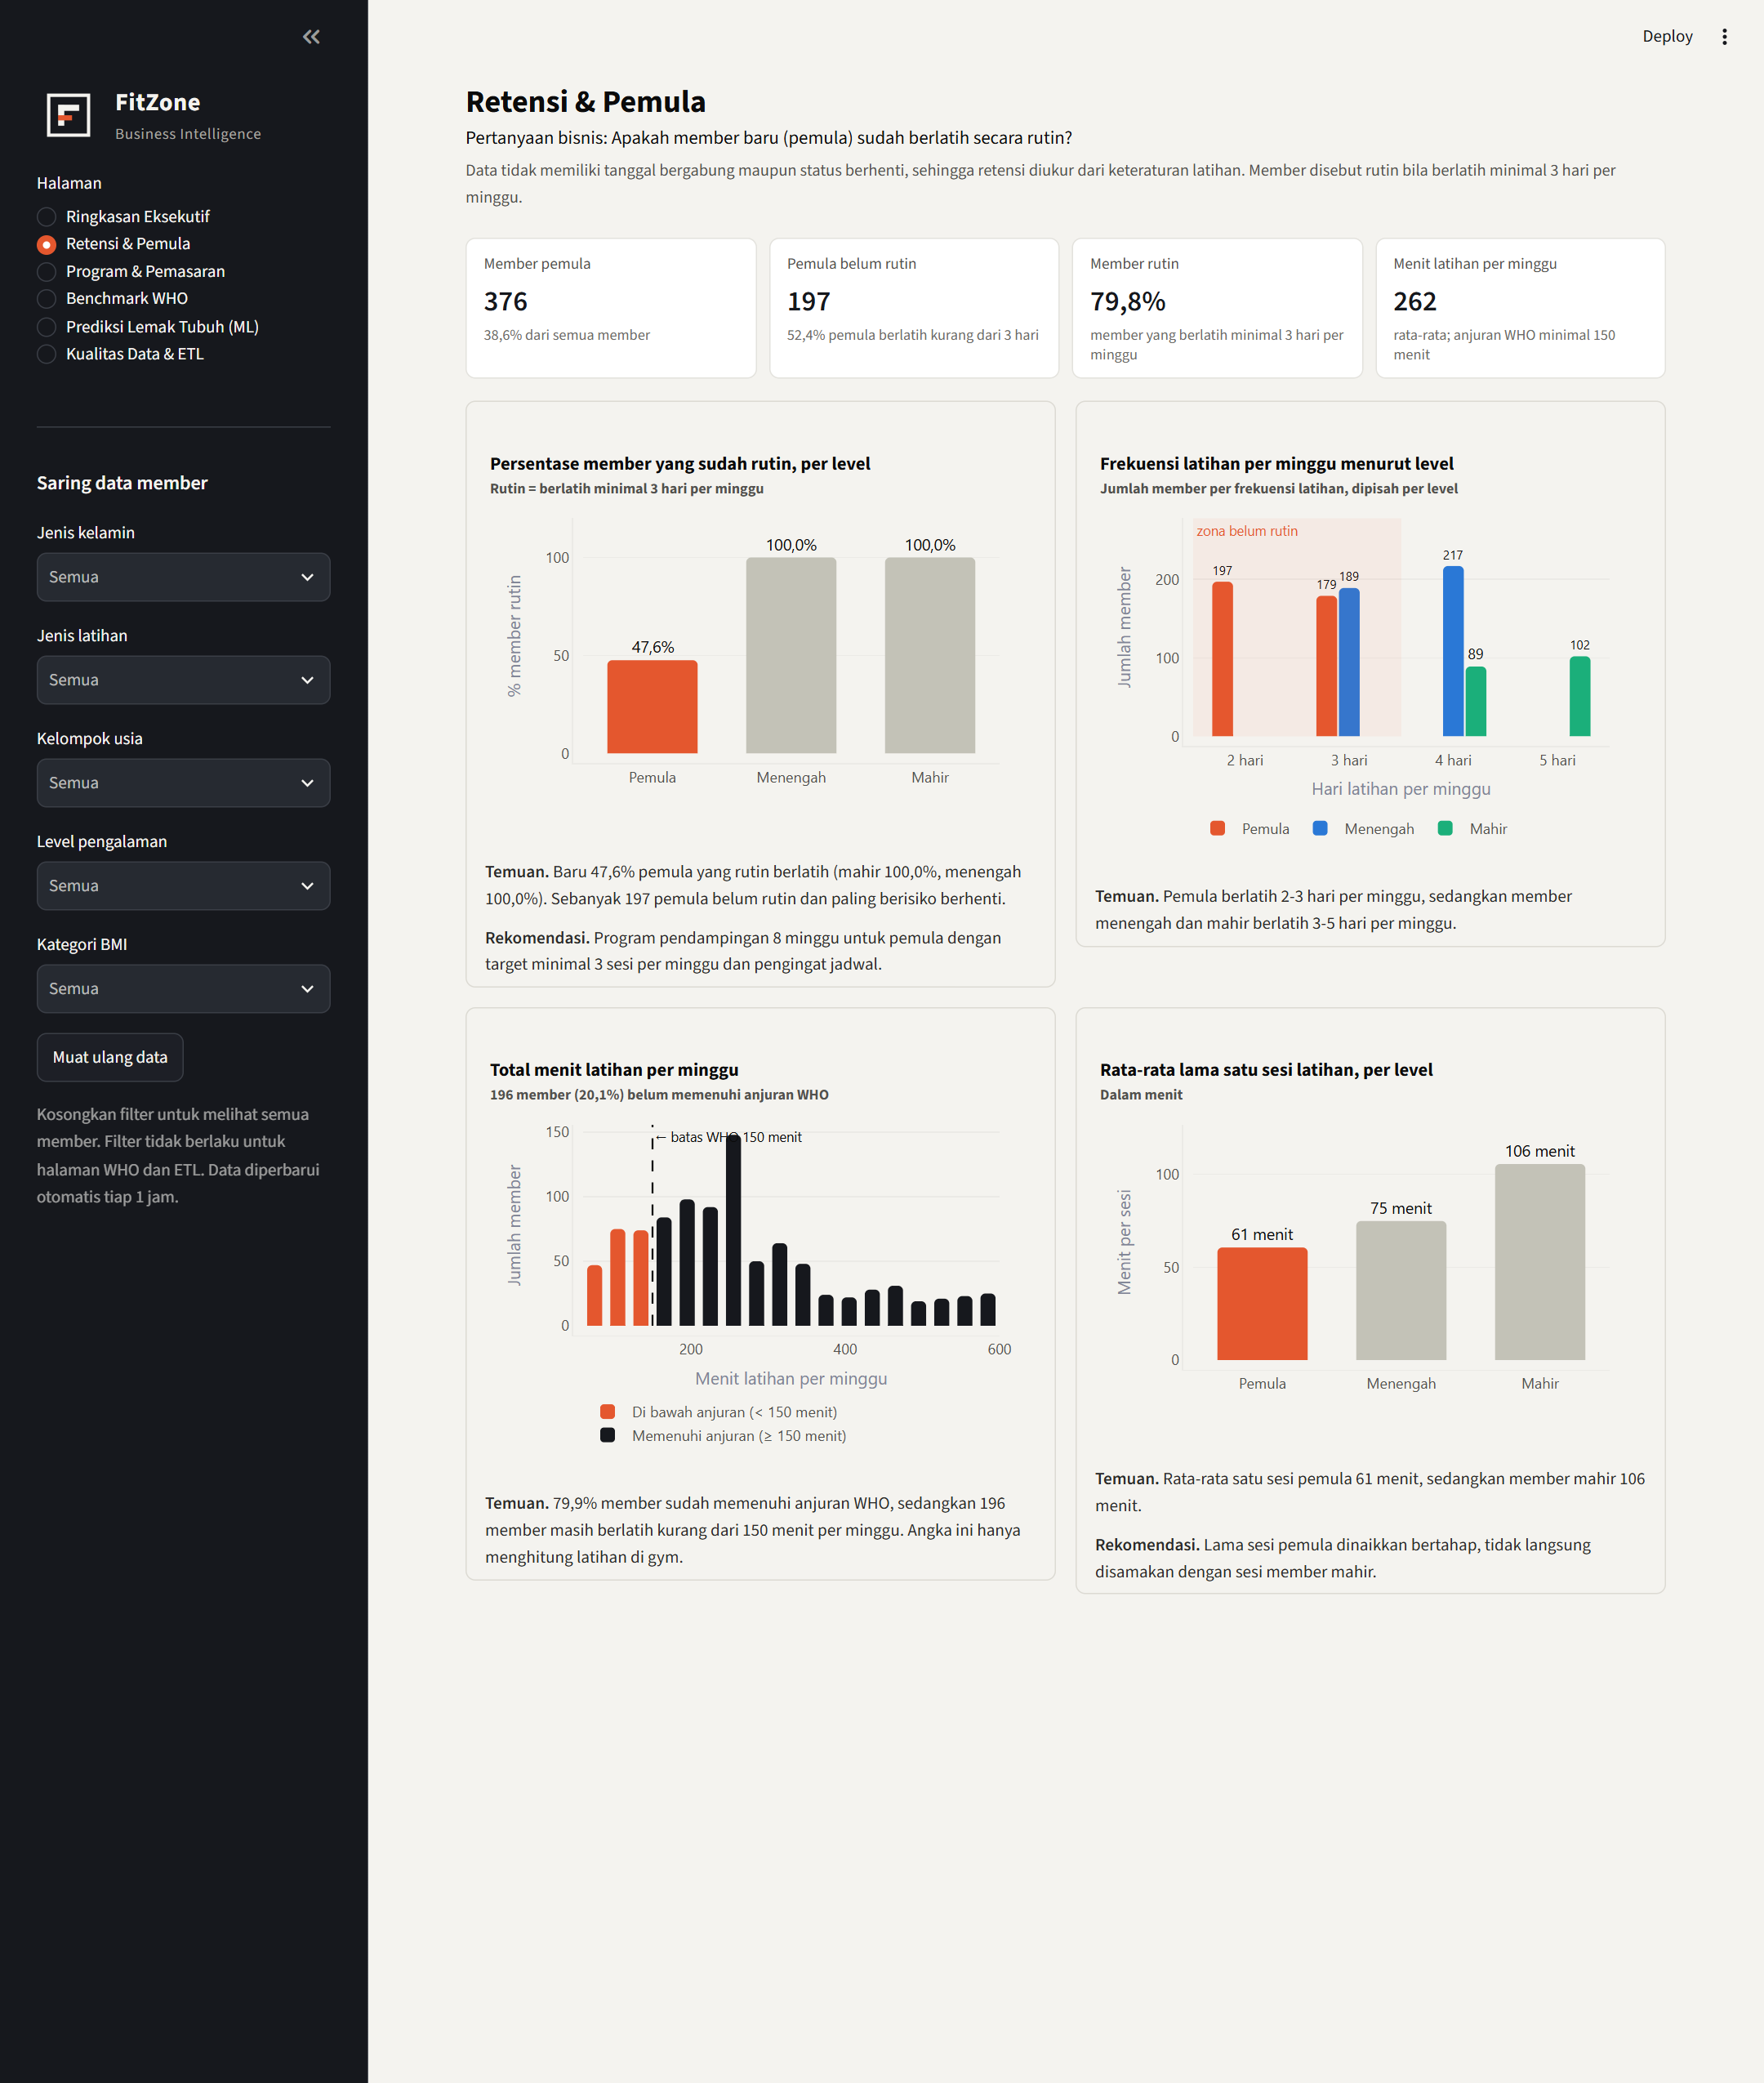 FitZone
Business Intelligence
Halaman
Ringkasan Eksekutif
Retensi & Pemula
Program & Pemasaran
Benchmark WHO
Prediksi Lemak Tubuh (ML)
Kualitas Data & ETL
Saring data member
Jenis kelamin
Semua
Jenis latihan
Semua
Kelompok usia
Semua
Level pengalaman
Semua
Kategori BMI
Semua
Muat ulang data
Kosongkan filter untuk melihat semua
member. Filter tidak berlaku untuk
halaman WHO dan ETL. Data diperbarui
otomatis tiap 1 jam.
Deploy
Retensi & Pemula
Pertanyaan bisnis: Apakah member baru (pemula) sudah berlatih secara rutin?
Data tidak memiliki tanggal bergabung maupun status berhenti, sehingga retensi diukur dari keteraturan latihan. Member disebut rutin bila berlatih minimal 3 hari per
minggu.
Member pemula
376
38,6% dari semua member
Pemula belum rutin
197
52,4% pemula berlatih kurang dari 3 hari
Member rutin
79,8%
member yang berlatih minimal 3 hari per
minggu
Menit latihan per minggu
262
rata-rata; anjuran WHO minimal 150
menit
Persentase member yang sudah rutin, per level
Rutin = berlatih minimal 3 hari per minggu
% member rutin
100
50
0
47,6%
100,0%
100,0%
Pemula
Menengah
Mahir
Temuan. Baru 47,6% pemula yang rutin berlatih (mahir 100,0%, menengah
100,0%). Sebanyak 197 pemula belum rutin dan paling berisiko berhenti.
Rekomendasi. Program pendampingan 8 minggu untuk pemula dengan
target minimal 3 sesi per minggu dan pengingat jadwal.
Frekuensi latihan per minggu menurut level
Jumlah member per frekuensi latihan, dipisah per level
zona belum rutin
Jumlah member
200
100
0
197
179
189
217
89
102
2 hari
3 hari
4 hari
5 hari
Hari latihan per minggu
Pemula
Menengah
Mahir
Temuan. Pemula berlatih 2-3 hari per minggu, sedangkan member
menengah dan mahir berlatih 3-5 hari per minggu.
Total menit latihan per minggu
196 member (20,1%) belum memenuhi anjuran WHO
← batas WHO 150 menit
Jumlah member
150
100
50
0
200
400
600
Menit latihan per minggu
Di bawah anjuran (< 150 menit)
Memenuhi anjuran (≥ 150 menit)
Temuan. 79,9% member sudah memenuhi anjuran WHO, sedangkan 196
member masih berlatih kurang dari 150 menit per minggu. Angka ini hanya
menghitung latihan di gym.
Rata-rata lama satu sesi latihan, per level
Dalam menit
Menit per sesi
100
50
0
61 menit
75 menit
106 menit
Pemula
Menengah
Mahir
Temuan. Rata-rata satu sesi pemula 61 menit, sedangkan member mahir 106
menit.
Rekomendasi. Lama sesi pemula dinaikkan bertahap, tidak langsung
disamakan dengan sesi member mahir.